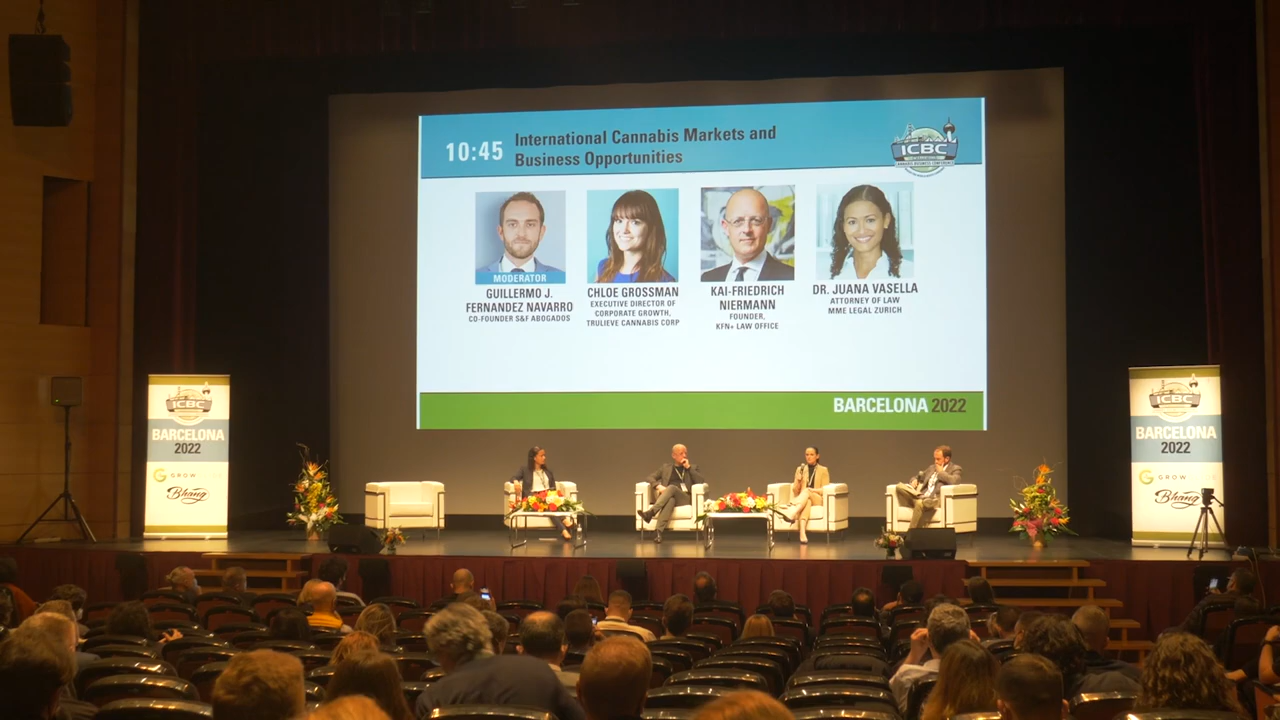 10:45
International Cannabis Markets and
Business Opportunities
ICBC
MODERATOR
GUILLERMO J.
FERNANDEZ NAVARRO
CO-FOUNDER S&F ABOGADOS
CHLOE GROSSMAN
EXECUTIVE DIRECTOR OF
CORPORATE GROWTH,
TRULIEVE CANNABIS CORP
KAI-FRIEDRICH
NIERMANN
FOUNDER,
KFN+ LAW OFFICE
DR. JUANA VASELLA
ATTORNEY OF LAW
MME LEGAL ZURICH
BARCELONA 2022
ICBC
BARCELONA
2022
GROW
Bhang
ICBC
BARCELONA
2022
GROW
Bhang